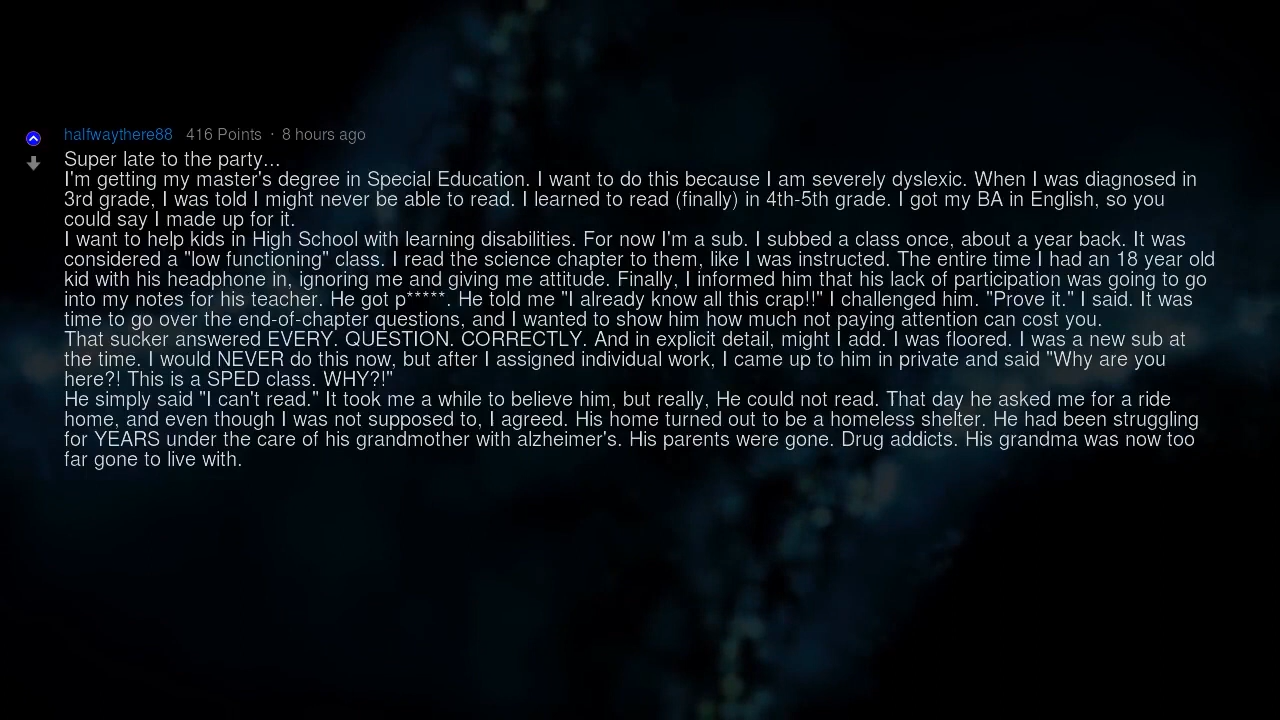 halfwaythere88 416 Points · 8 hours ago
Super late to the party...
I'm getting my master's degree in Special Education. I want to do this because I am severely dyslexic. When I was diagnosed in
3rd grade, I was told I might never be able to read. I learned to read (finally) in 4th-5th grade. I got my BA in English, so you
could say I made up for it.
I want to help kids in High School with learning disabilities. For now I'm a sub. I subbed a class once, about a year back. It was
considered a "low functioning" class. I read the science chapter to them, like I was instructed. The entire time I had an 18 year old
kid with his headphone in, ignoring me and giving me attitude. Finally, I informed him that his lack of participation was going to go
into my notes for his teacher. He got p*****. He told me "I already know all this crap!!" I challenged him. "Prove it." I said. It was
time to go over the end-of-chapter questions, and I wanted to show him how much not paying attention can cost you.
That sucker answered EVERY. QUESTION. CORRECTLY. And in explicit detail, might I add. I was floored. I was a new sub at
the time. I would NEVER do this now, but after I assigned individual work, I came up to him in private and said "Why are you
here?! This is a SPED class. WHY?!"
He simply said "I can't read." It took me a while to believe him, but really, He could not read. That day he asked me for a ride
home, and even though I was not supposed to, I agreed. His home turned out to be a homeless shelter. He had been struggling
for YEARS under the care of his grandmother with alzheimer's. His parents were gone. Drug addicts. His grandma was now too
far gone to live with.